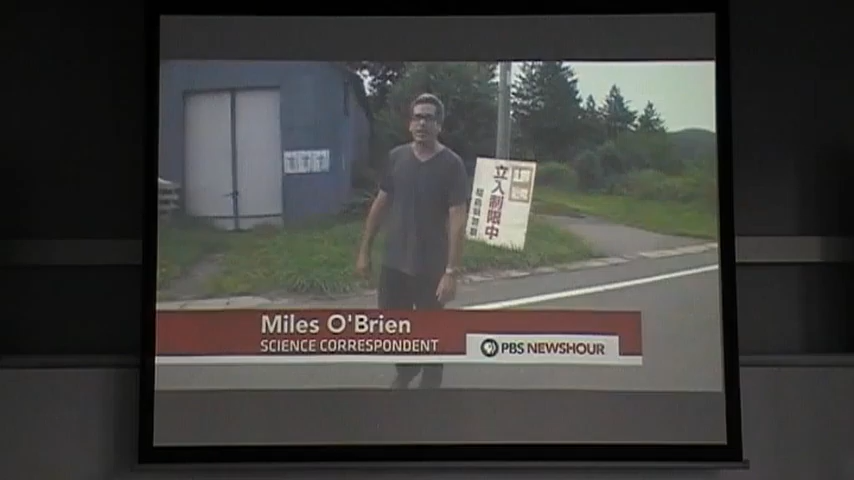 立入制限中
Miles O'Brien
SCIENCE CORRESPONDENT
PBS NEWSHOUR